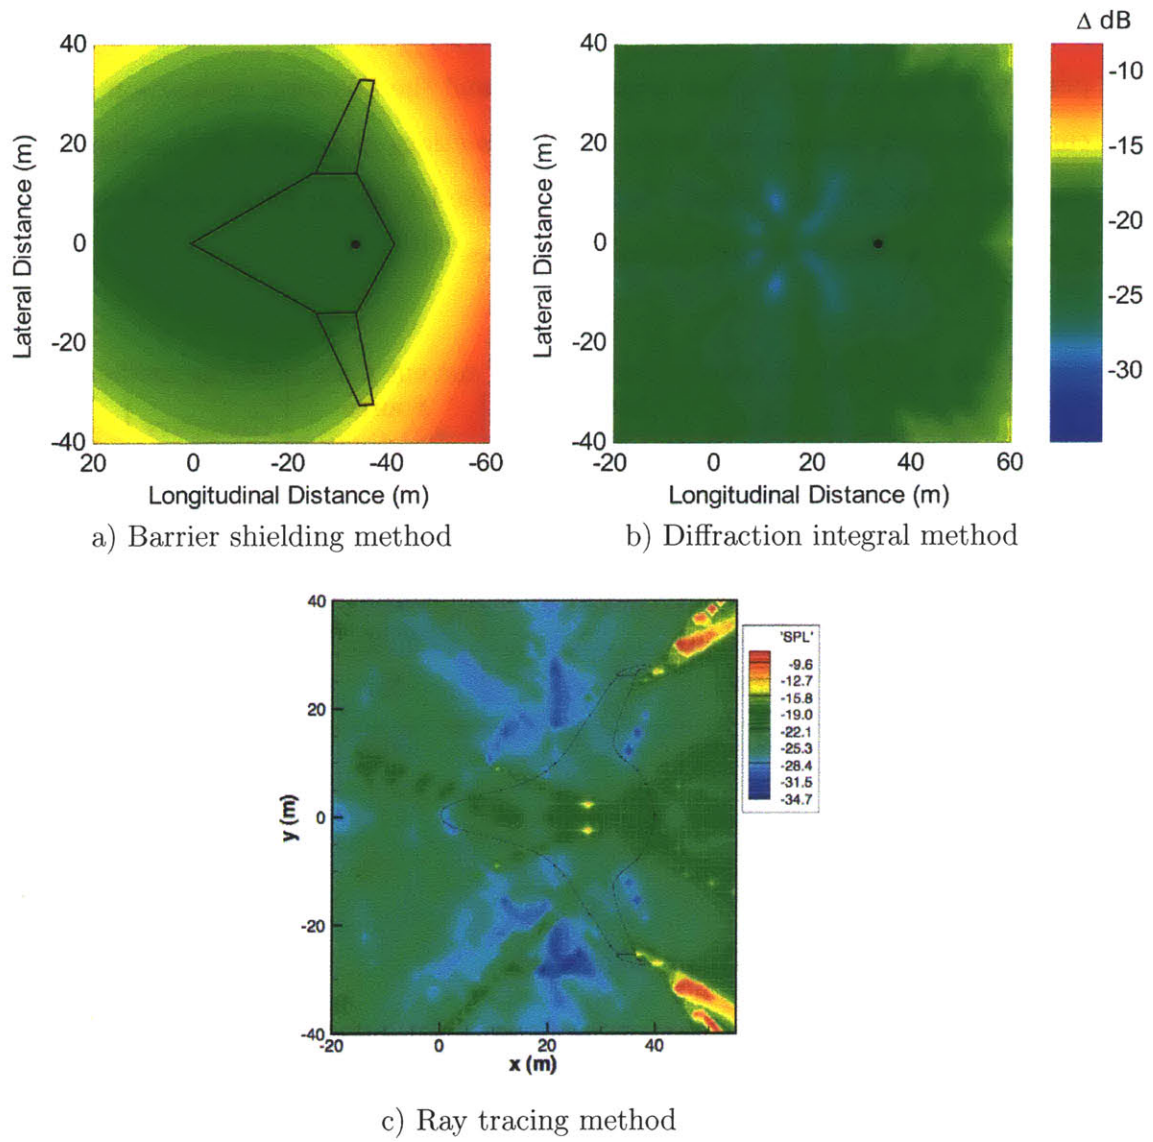 Δ dB
40
20
0
-20
-40
Lateral Distance (m)
20 0 -20 -40 -60
Longitudinal Distance (m)
a) Barrier shielding method
40
20
0
-20
-40
Lateral Distance (m)
-20 0 20 40 60
Longitudinal Distance (m)
b) Diffraction integral method
-10
-15
-20
-25
-30
40
20
0
-20
-40
y (m)
-20 0 20 40
x (m)
'SPL'
-9.6
-12.7
-15.8
-19.0
-22.1
-25.3
-28.4
-31.5
-34.7
c) Ray tracing method